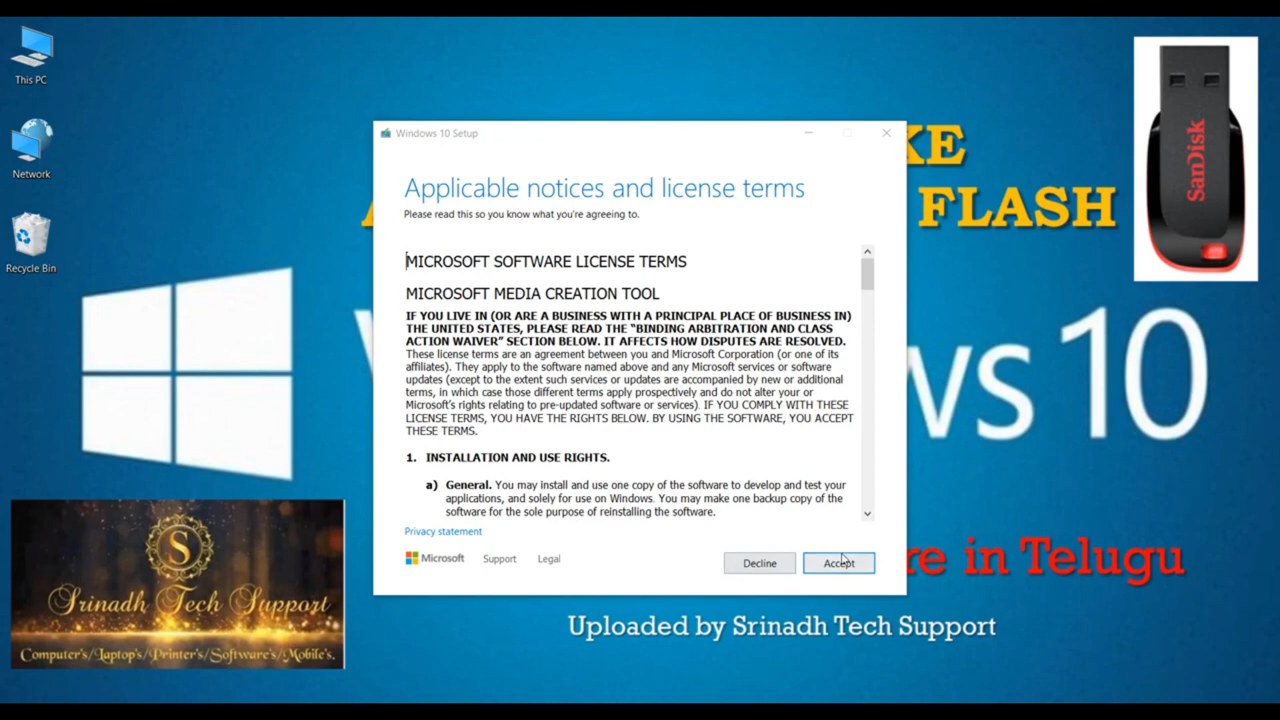 This PC
Network
Recycle Bin
Windows 10 Setup
Applicable notices and license terms
Please read this so you know what you're agreeing to.
MICROSOFT SOFTWARE LICENSE TERMS
MICROSOFT MEDIA CREATION TOOL
IF YOU LIVE IN (OR ARE A BUSINESS WITH A PRINCIPAL PLACE OF BUSINESS IN)
THE UNITED STATES, PLEASE READ THE “BINDING ARBITRATION AND CLASS
ACTION WAIVER” SECTION BELOW. IT AFFECTS HOW DISPUTES ARE RESOLVED.
These license terms are an agreement between you and Microsoft Corporation (or one of its
affiliates). They apply to the software named above and any Microsoft services or software
updates (except to the extent such services or updates are accompanied by new or additional
terms, in which case those different terms apply prospectively and do not alter your or
Microsoft’s rights relating to pre-updated software or services). IF YOU COMPLY WITH THESE
LICENSE TERMS, YOU HAVE THE RIGHTS BELOW. BY USING THE SOFTWARE, YOU ACCEPT
THESE TERMS.
1. INSTALLATION AND USE RIGHTS.
a) General. You may install and use one copy of the software to develop and test your
applications, and solely for use on Windows. You may make one backup copy of the
software for the sole purpose of reinstalling the software.
Privacy statement
Microsoft Support Legal
Decline Accept
KE
FLASH
SanDisk
ws 10
re in Telugu
Uploaded by Srinadh Tech Support
S
Srinadh Tech Support
Computer's/Laptop's/Printer's/Software's/Mobile's.